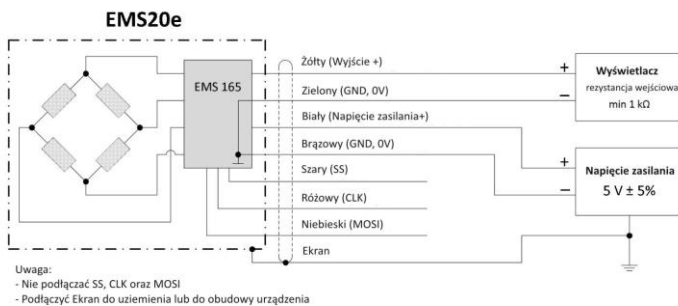 EMS20e
EMS 165
Żółty (Wyjście +)
Zielony (GND, 0V)
Biały (Napięcie zasilania+)
Brązowy (GND, 0V)
Szary (SS)
Różowy (CLK)
Niebieski (MOSI)
Ekran
+
Wyświetlacz
rezystancja wejściowa
min 1 kΩ
−
+
Napięcie zasilania
5 V ± 5%
−
Uwaga:
- Nie podłączać SS, CLK oraz MOSI
- Podłączyć Ekran do uziemienia lub do obudowy urządzenia